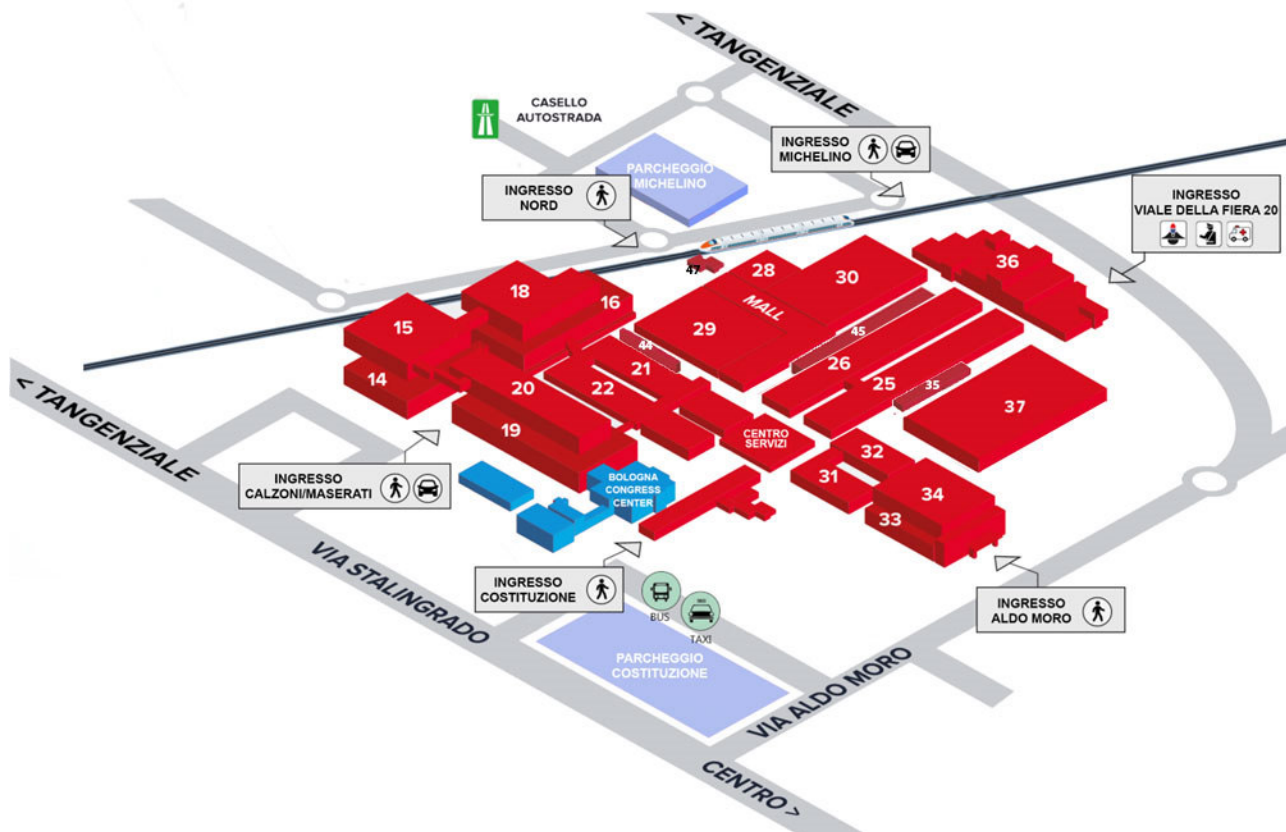 < TANGENZIALE
CASELLO
AUTOSTRADA
INGRESSO
MICHELINO
PARCHEGGIO
MICHELINO
INGRESSO
NORD
INGRESSO
VIALE DELLA FIERA 20
47
28
30
36
MALL
18
16
15
29
45
44
26
21
14
20
22
25
35
37
19
CENTRO
SERVIZI
32
31
34
33
< TANGENZIALE
INGRESSO
CALZONI/MASERATI
BOLOGNA
CONGRESS
CENTER
VIA STALINGRADO
INGRESSO
COSTITUZIONE
BUS
TAXI
INGRESSO
ALDO MORO
PARCHEGGIO
COSTITUZIONE
VIA ALDO MORO
CENTRO >